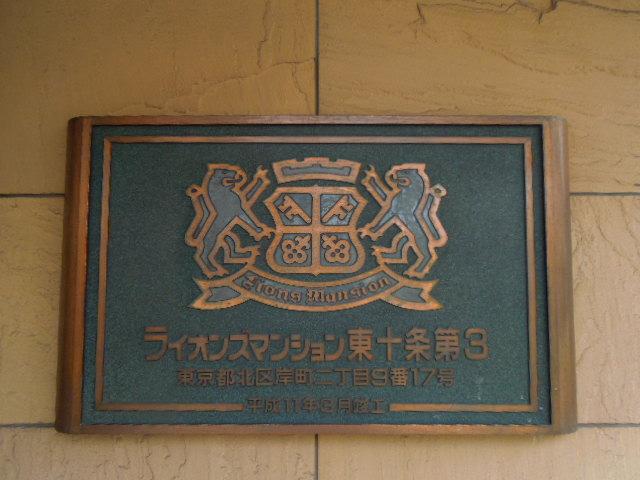 Lions Mansion
ライオンズマンション東十条第3
東京都北区岸町二丁目9番17号
平成11年3月竣工